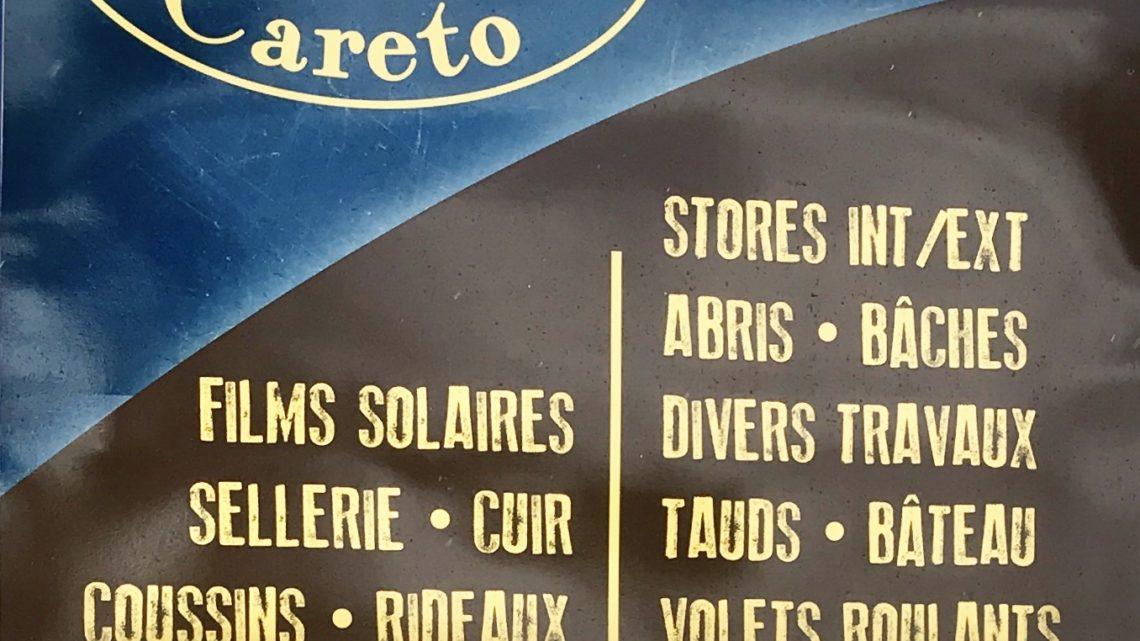 Careto
FILMS SOLAIRES
SELLERIE • CUIR
COUSSINS • RIDEAUX
STORES INT/EXT
ABRIS • BÂCHES
DIVERS TRAVAUX
TAUDS • BÂTEAU
VOLETS ROULANTS